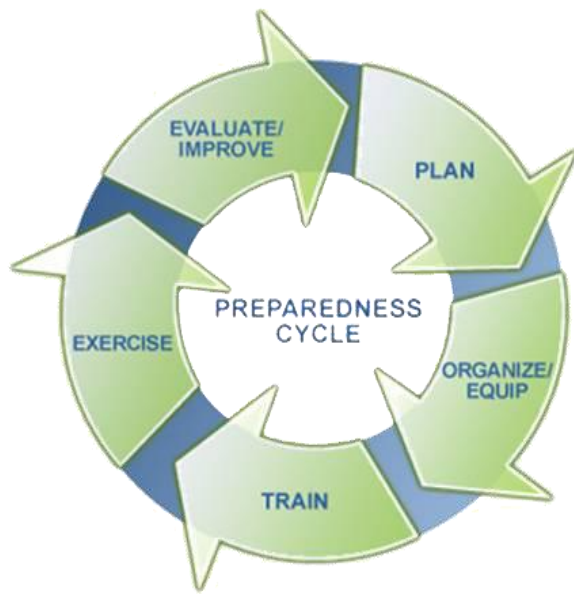 EVALUATE/
IMPROVE
PLAN
PREPAREDNESS
CYCLE
EXERCISE
ORGANIZE/
EQUIP
TRAIN